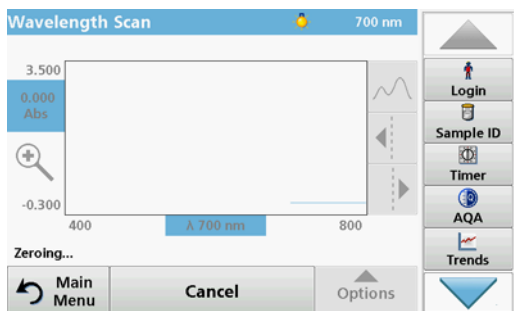 Wavelength Scan
700 nm
3.500
0.000
Abs
-0.300
400
λ 700 nm
800
Zeroing...
Main
Menu
Cancel
Options
Login
Sample ID
Timer
AQA
Trends